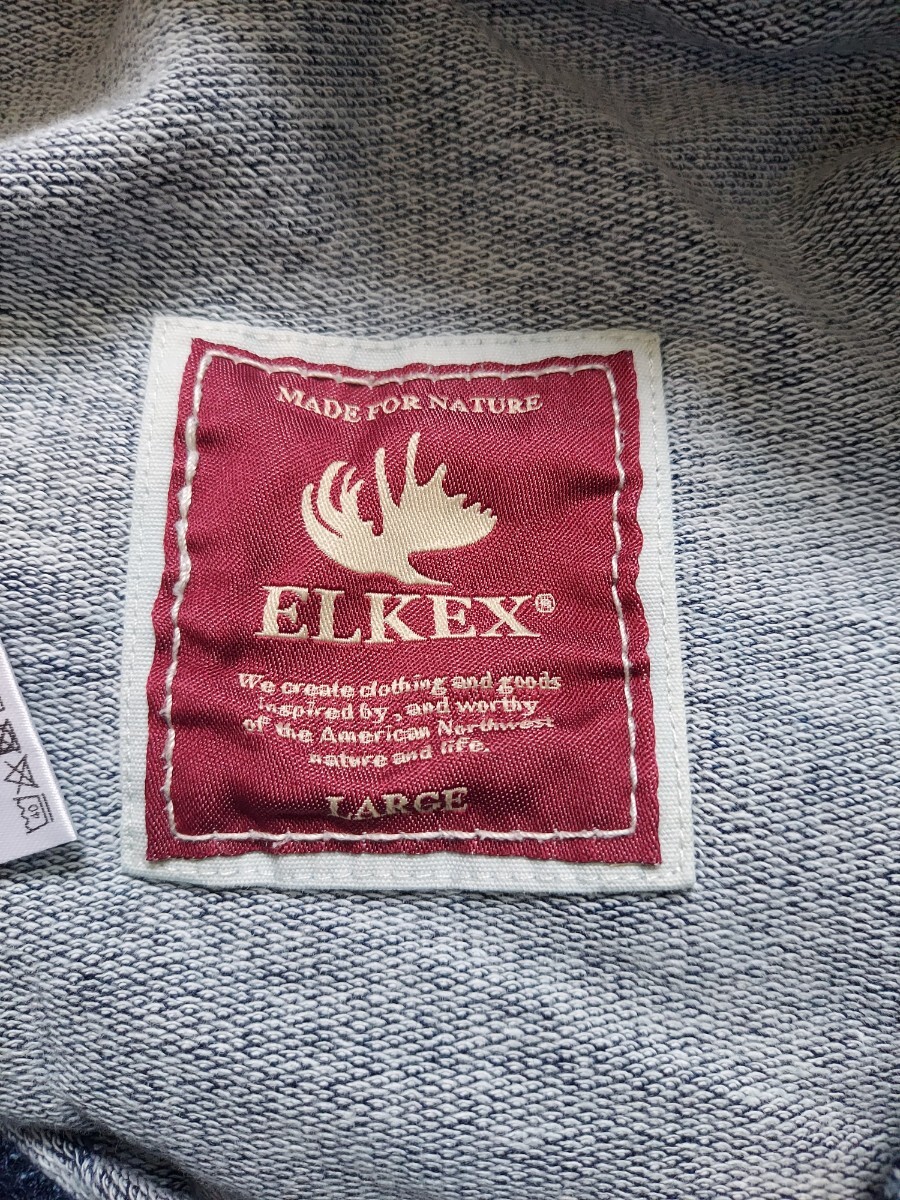 MADE FOR NATURE
ELKEX®
We create clothing and goods
inspired by, and worthy
of the American Northwest
nature and life.
LARGE
40